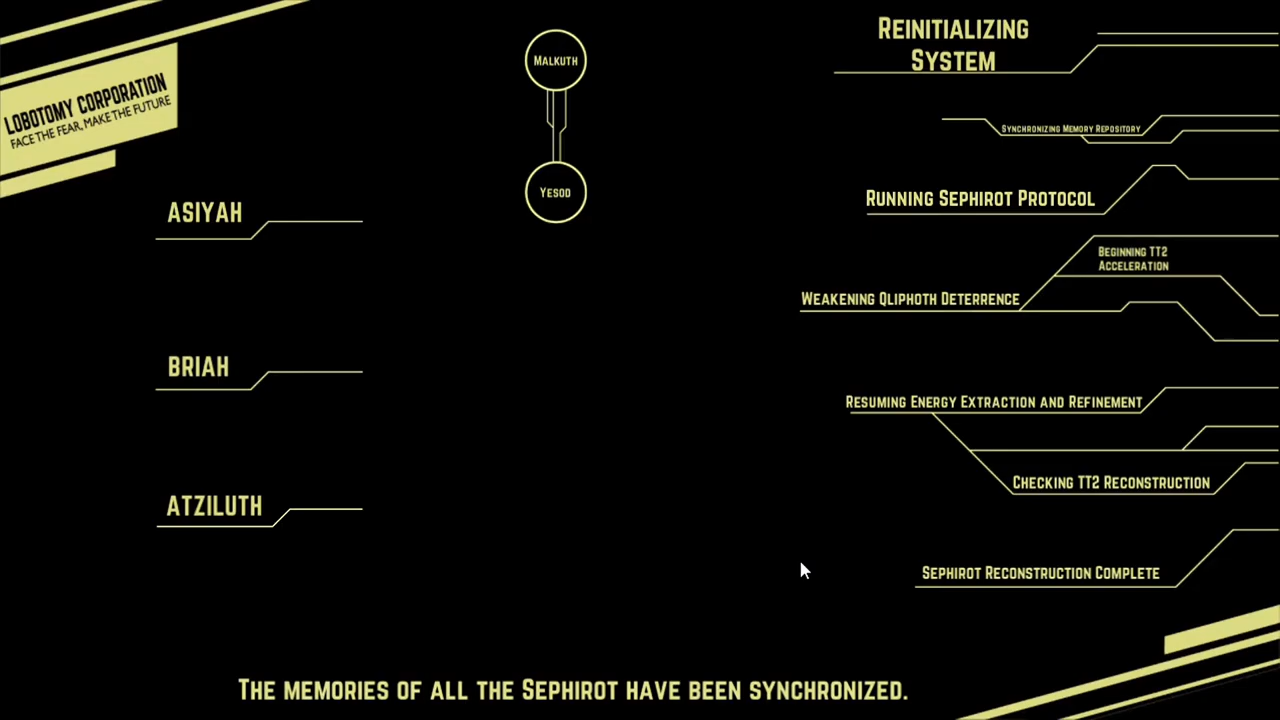 LOBOTOMY CORPORATION
FACE THE FEAR, MAKE THE FUTURE
MALKUTH
YESOD
ASIYAH
BRIAH
ATZILUTH
REINITIALIZING
SYSTEM
SYNCHRONIZING MEMORY REPOSITORY
RUNNING SEPHIROT PROTOCOL
BEGINNING TT2
ACCELERATION
WEAKENING QLIPHOTH DETERRENCE
RESUMING ENERGY EXTRACTION AND REFINEMENT
CHECKING TT2 RECONSTRUCTION
SEPHIROT RECONSTRUCTION COMPLETE
THE MEMORIES OF ALL THE SEPHIROT HAVE BEEN SYNCHRONIZED.